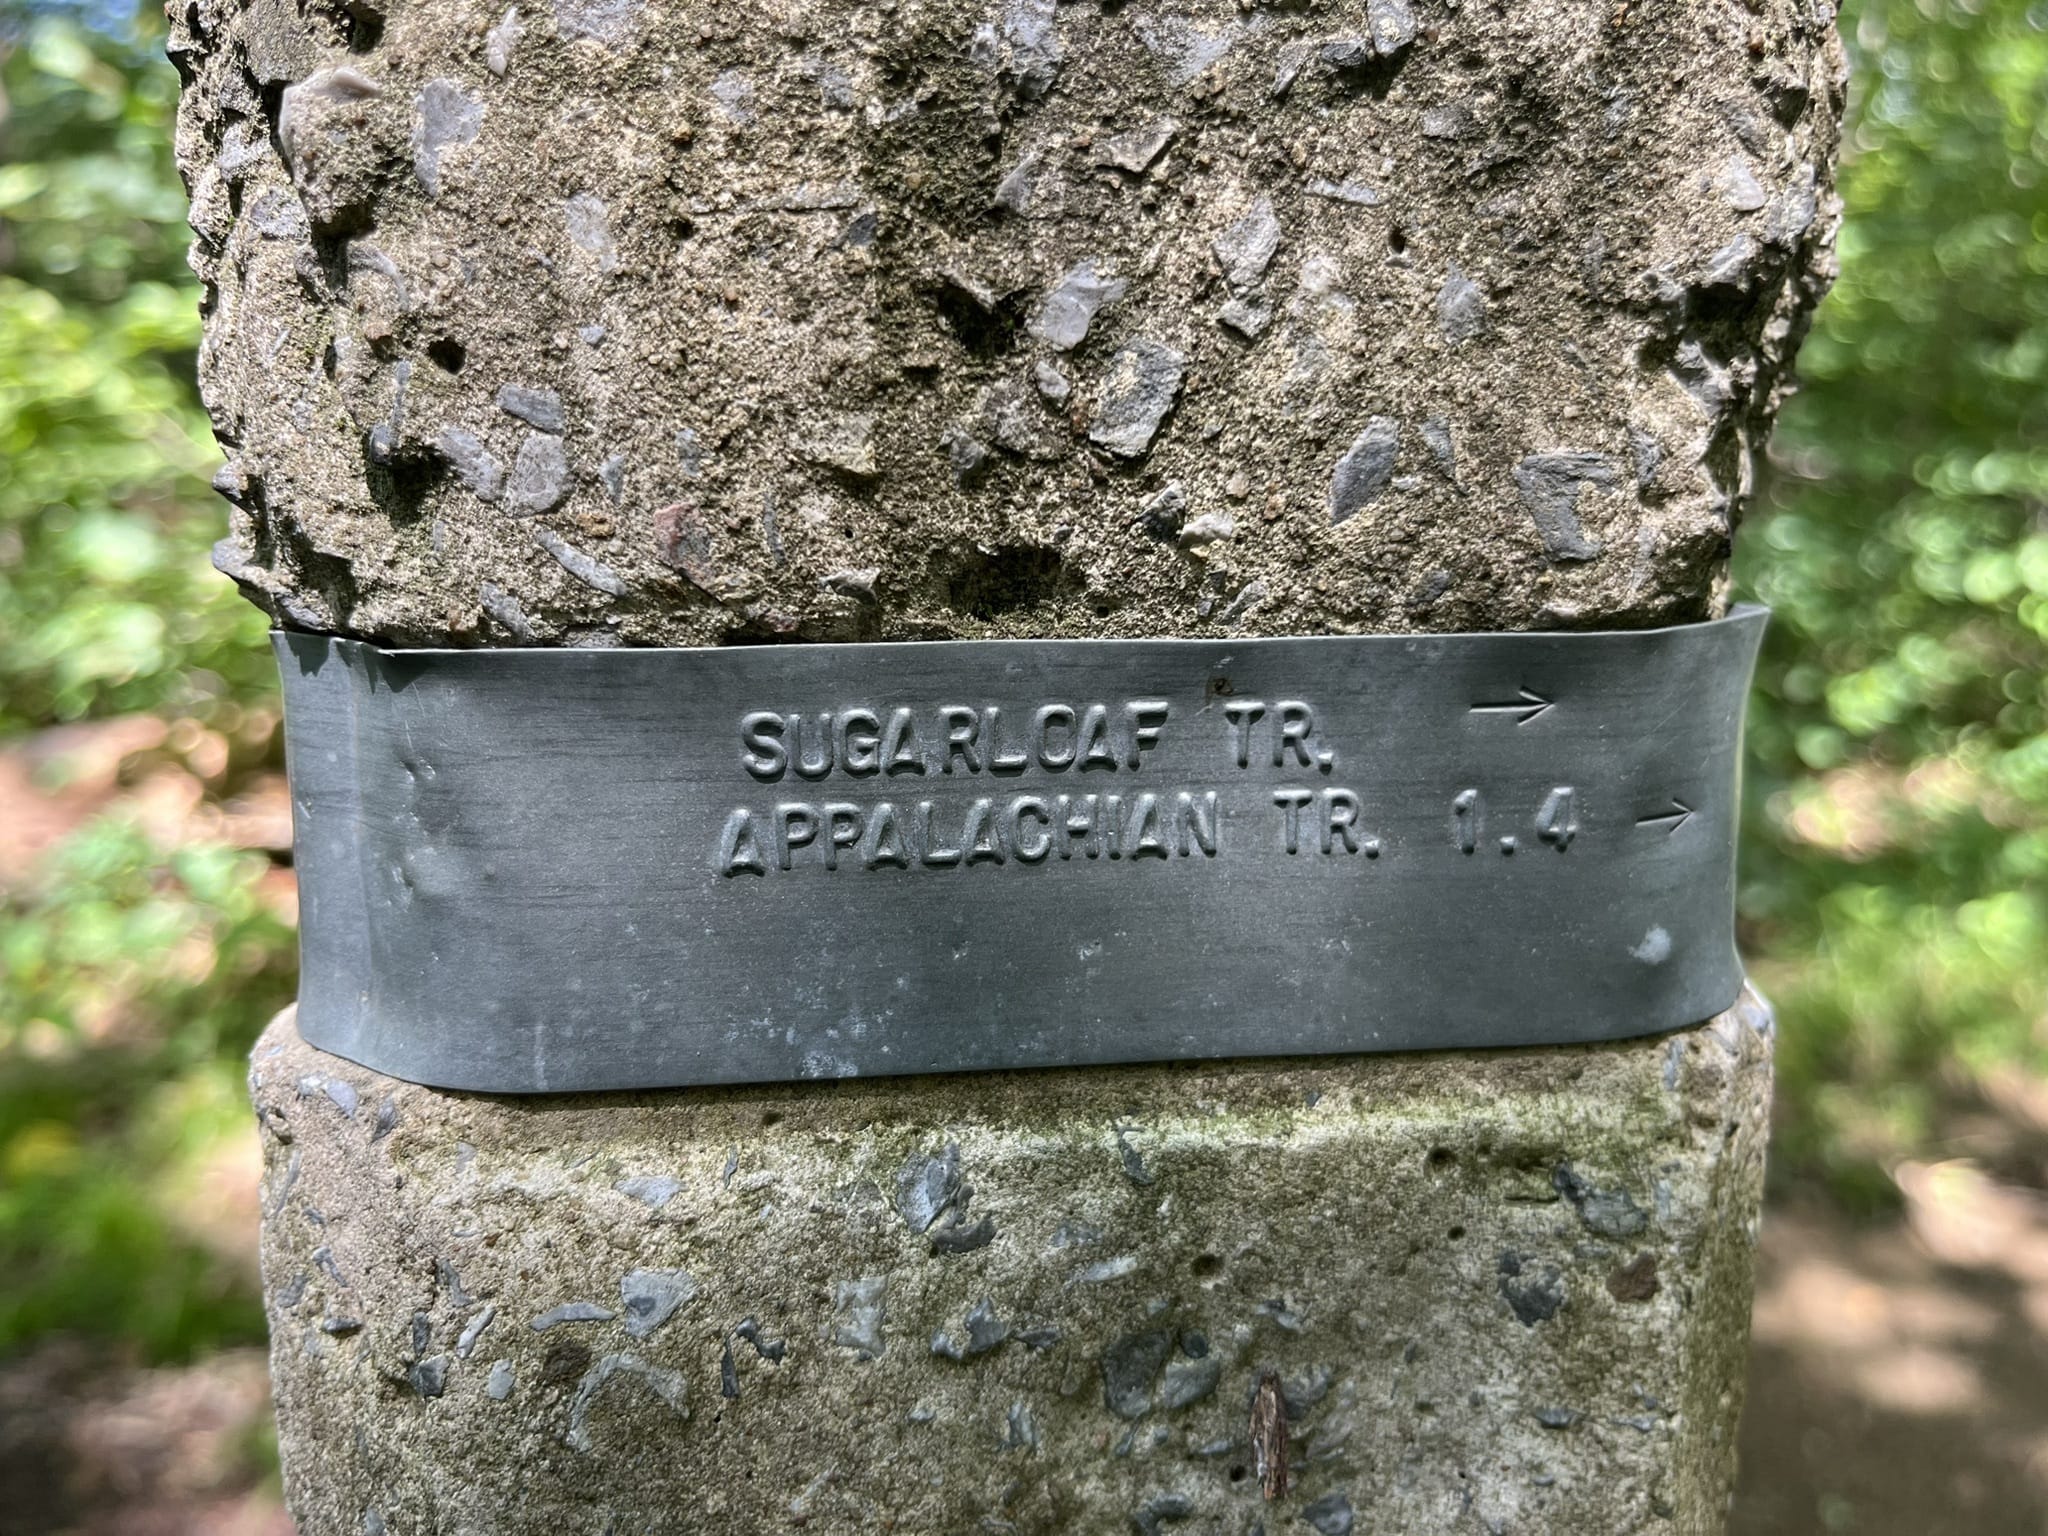 SUGARLOAF TR. →
APPALACHIAN TR. 1.4 →